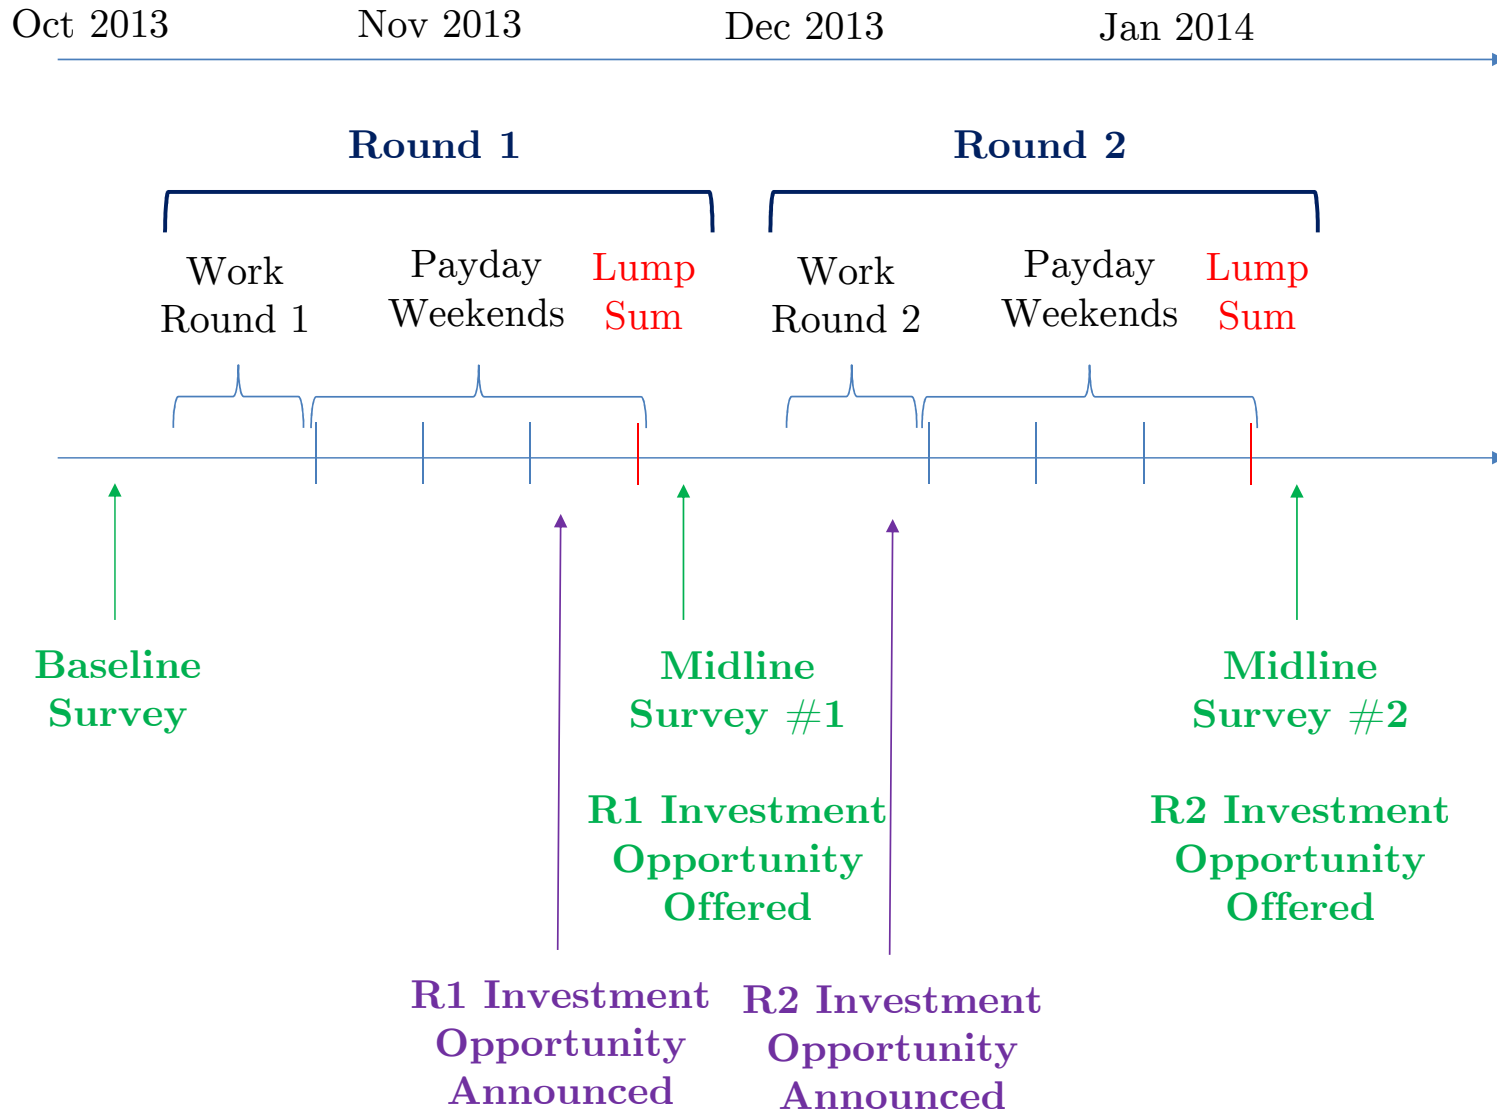 Oct 2013
Nov 2013
Dec 2013
Jan 2014
Round 1
Round 2
Work
Round 1
Payday
Weekends
Lump
Sum
Work
Round 2
Payday
Weekends
Lump
Sum
Baseline
Survey
Midline
Survey #1
R1 Investment
Opportunity
Offered
Midline
Survey #2
R2 Investment
Opportunity
Offered
R1 Investment
Opportunity
Announced
R2 Investment
Opportunity
Announced